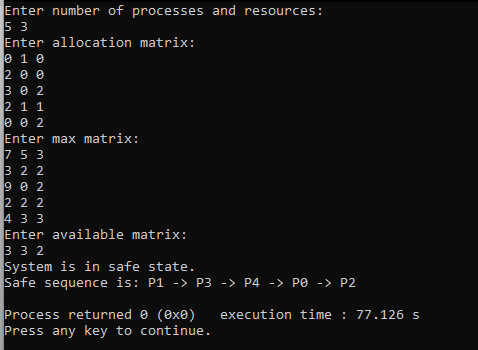 Enter number of processes and resources:
5 3
Enter allocation matrix:
0 1 0
2 0 0
3 0 2
2 1 1
0 0 2
Enter max matrix:
7 5 3
3 2 2
9 0 2
2 2 2
4 3 3
Enter available matrix:
3 3 2
System is in safe state.
Safe sequence is: P1 -> P3 -> P4 -> P0 -> P2
Process returned 0 (0x0)   execution time : 77.126 s
Press any key to continue.